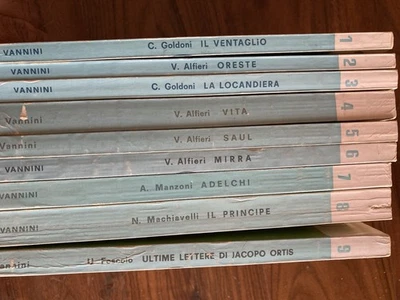 VANNINI C. Goldoni IL VENTAGLIO 1
VANNINI V. Alfieri ORESTE 2
VANNINI C. Goldoni LA LOCANDIERA 3
VANNINI V. Alfieri VITA 4
VANNINI V. Alfieri SAUL 5
VANNINI V. Alfieri MIRRA 6
VANNINI A. Manzoni ADELCHI 7
VANNINI N. Machiavelli IL PRINCIPE 8
VANNINI U. Foscolo ULTIME LETTERE DI JACOPO ORTIS 9